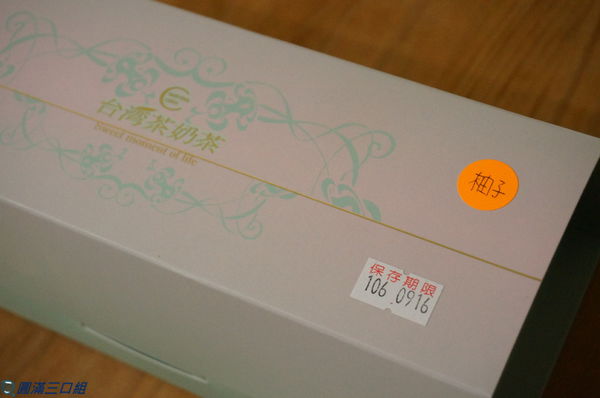 台灣茶奶茶
Sweet moment of life
柚子
保存期限
106.0916
圓滿三口組